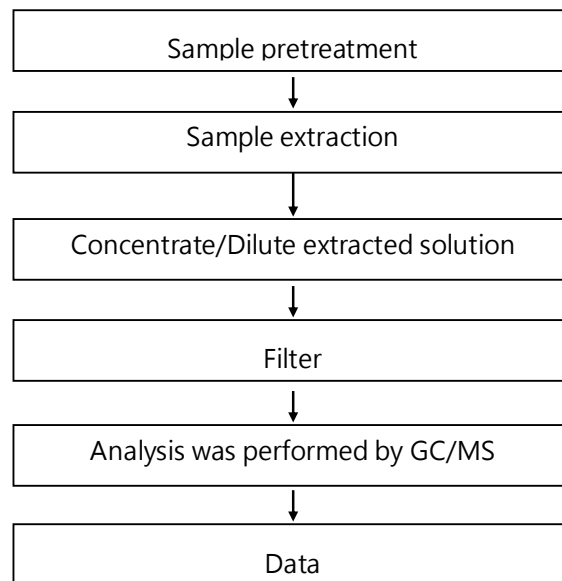 Sample pretreatment
Sample extraction
Concentrate/Dilute extracted solution
Filter
Analysis was performed by GC/MS
Data